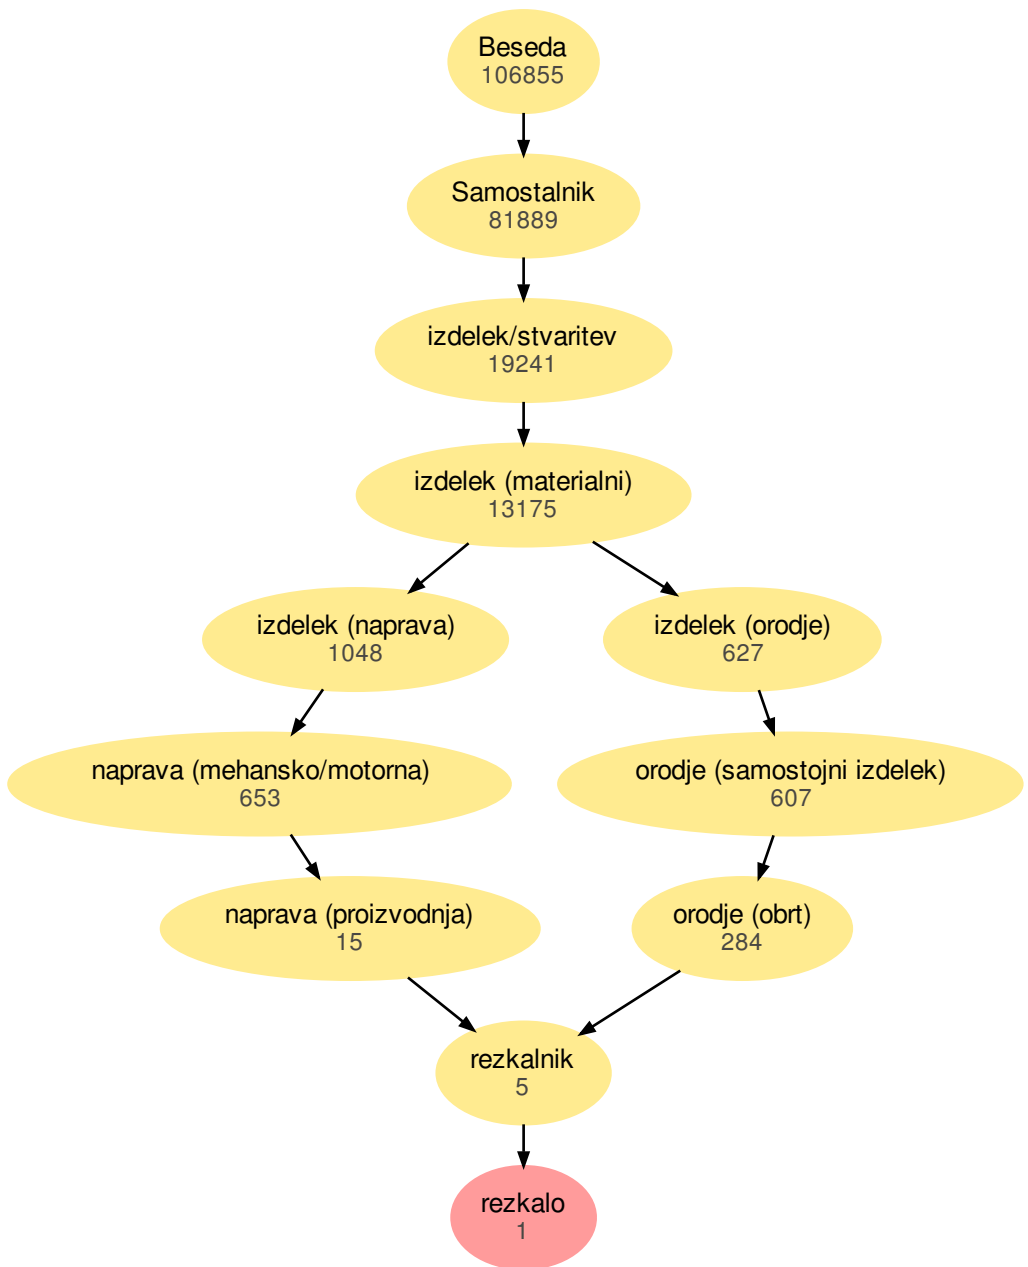 Beseda
106855
Samostalnik
81889
izdelek/stvaritev
19241
izdelek (materialni)
13175
izdelek (naprava)
1048
izdelek (orodje)
627
naprava (mehansko/motorna)
653
orodje (samostojni izdelek)
607
naprava (proizvodnja)
15
orodje (obrt)
284
rezkalnik
5
rezkalo
1